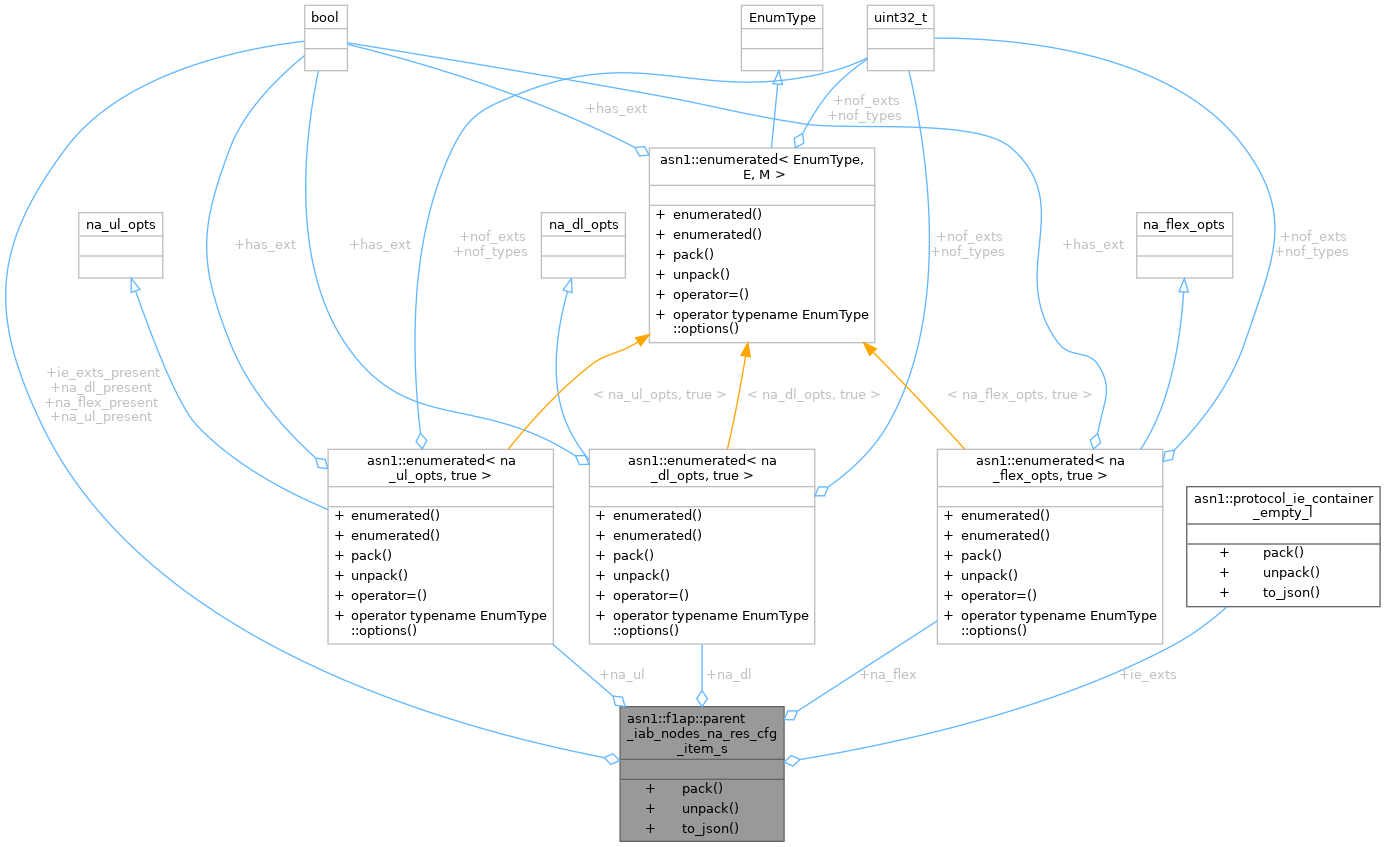 bool
EnumType
uint32_t
+has_ext
+nof_exts
+nof_types
asn1::enumerated< EnumType,
E, M >
+ enumerated()
+ enumerated()
+ pack()
+ unpack()
+ operator=()
+ operator typename EnumType
::options()
na_ul_opts
na_dl_opts
na_flex_opts
+has_ext
+has_ext
+nof_exts
+nof_types
+nof_exts
+nof_types
+has_ext
+nof_exts
+nof_types
+ie_exts_present
+na_dl_present
+na_flex_present
+na_ul_present
< na_ul_opts, true >
< na_dl_opts, true >
< na_flex_opts, true >
asn1::enumerated< na
_ul_opts, true >
+ enumerated()
+ enumerated()
+ pack()
+ unpack()
+ operator=()
+ operator typename EnumType
::options()
asn1::enumerated< na
_dl_opts, true >
+ enumerated()
+ enumerated()
+ pack()
+ unpack()
+ operator=()
+ operator typename EnumType
::options()
asn1::enumerated< na
_flex_opts, true >
+ enumerated()
+ enumerated()
+ pack()
+ unpack()
+ operator=()
+ operator typename EnumType
::options()
asn1::protocol_ie_container
_empty_l
+ pack()
+ unpack()
+ to_json()
+na_ul
+na_dl
+na_flex
+ie_exts
asn1::f1ap::parent
_iab_nodes_na_res_cfg
_item_s
+ pack()
+ unpack()
+ to_json()